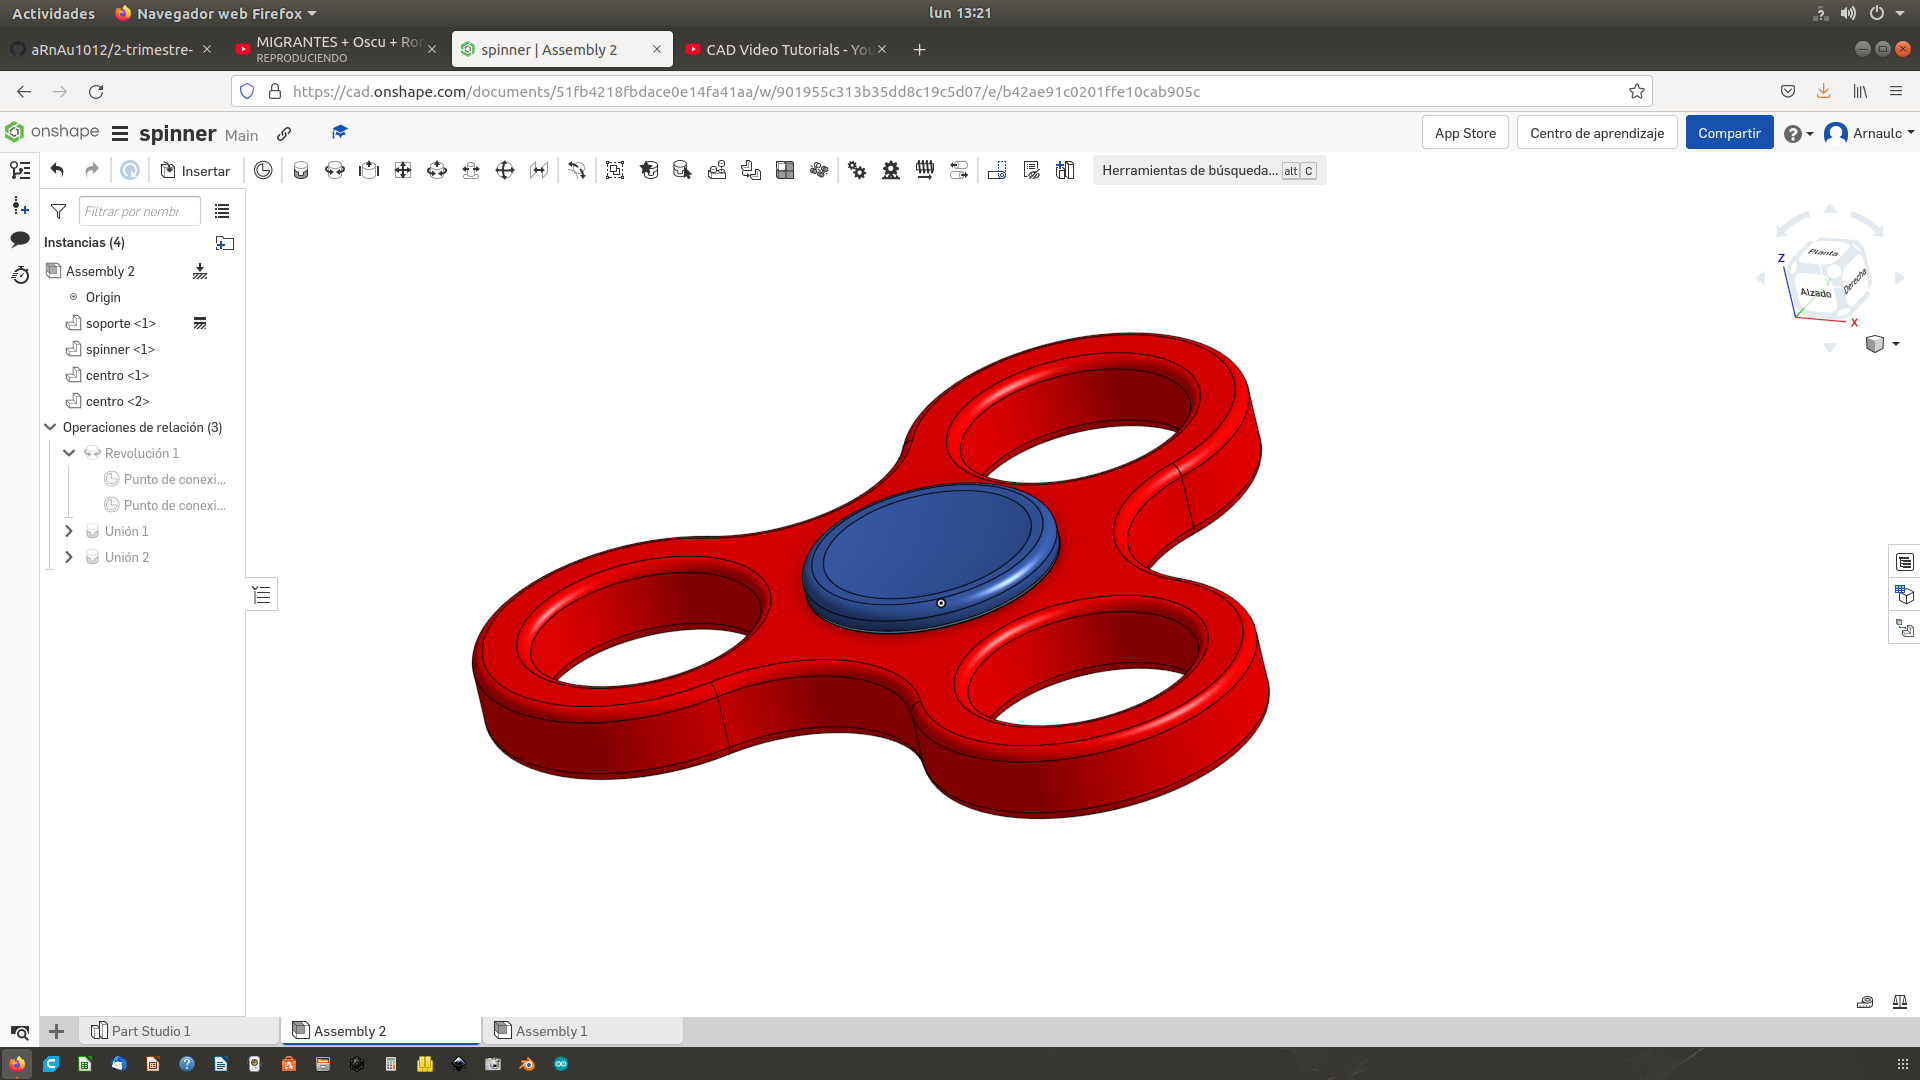 Actividades Navegador web Firefox lun 13:21
aRnAu1012/2-trimestre- MIGRANTES + Oscu + Ro spinner | Assembly 2 CAD Video Tutorials - You
REPRODUCIENDO
https://cad.onshape.com/documents/51fb4218fbdace0e14fa41aa/w/901955c313b35dd8c19c5d07/e/b42ae91c0201ffe10cab905c
onshape spinner Main App Store Centro de aprendizaje Compartir Arnaulc
Insertar Herramientas de búsqueda... alt C
Filtrar por nombr
Instancias (4)
Assembly 2
Origin
soporte <1>
spinner <1>
centro <1>
centro <2>
Operaciones de relación (3)
Revolución 1
Punto de conexi...
Punto de conexi...
Unión 1
Unión 2
Z
Planta
Alzado
Derecha
X
Part Studio 1 Assembly 2 Assembly 1